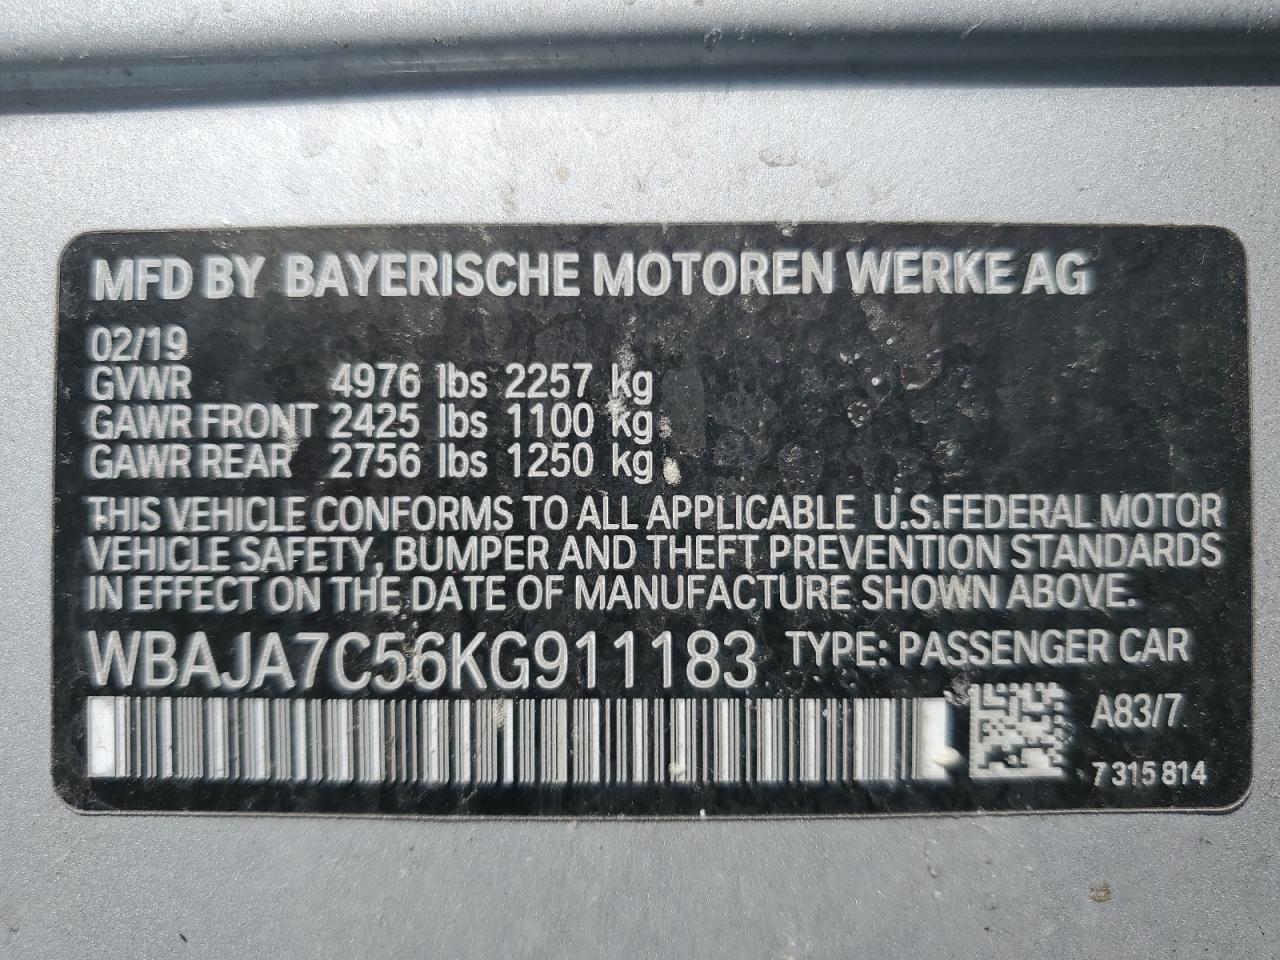 MFD BY BAYERISCHE MOTOREN WERKE AG
02/19
GVWR 4976 lbs 2257 kg
GAWR FRONT 2425 lbs 1100 kg
GAWR REAR 2756 lbs 1250 kg
THIS VEHICLE CONFORMS TO ALL APPLICABLE U.S.FEDERAL MOTOR
VEHICLE SAFETY, BUMPER AND THEFT PREVENTION STANDARDS
IN EFFECT ON THE DATE OF MANUFACTURE SHOWN ABOVE.
WBAJA7C56KG911183 TYPE: PASSENGER CAR
A83/7
7 315 814